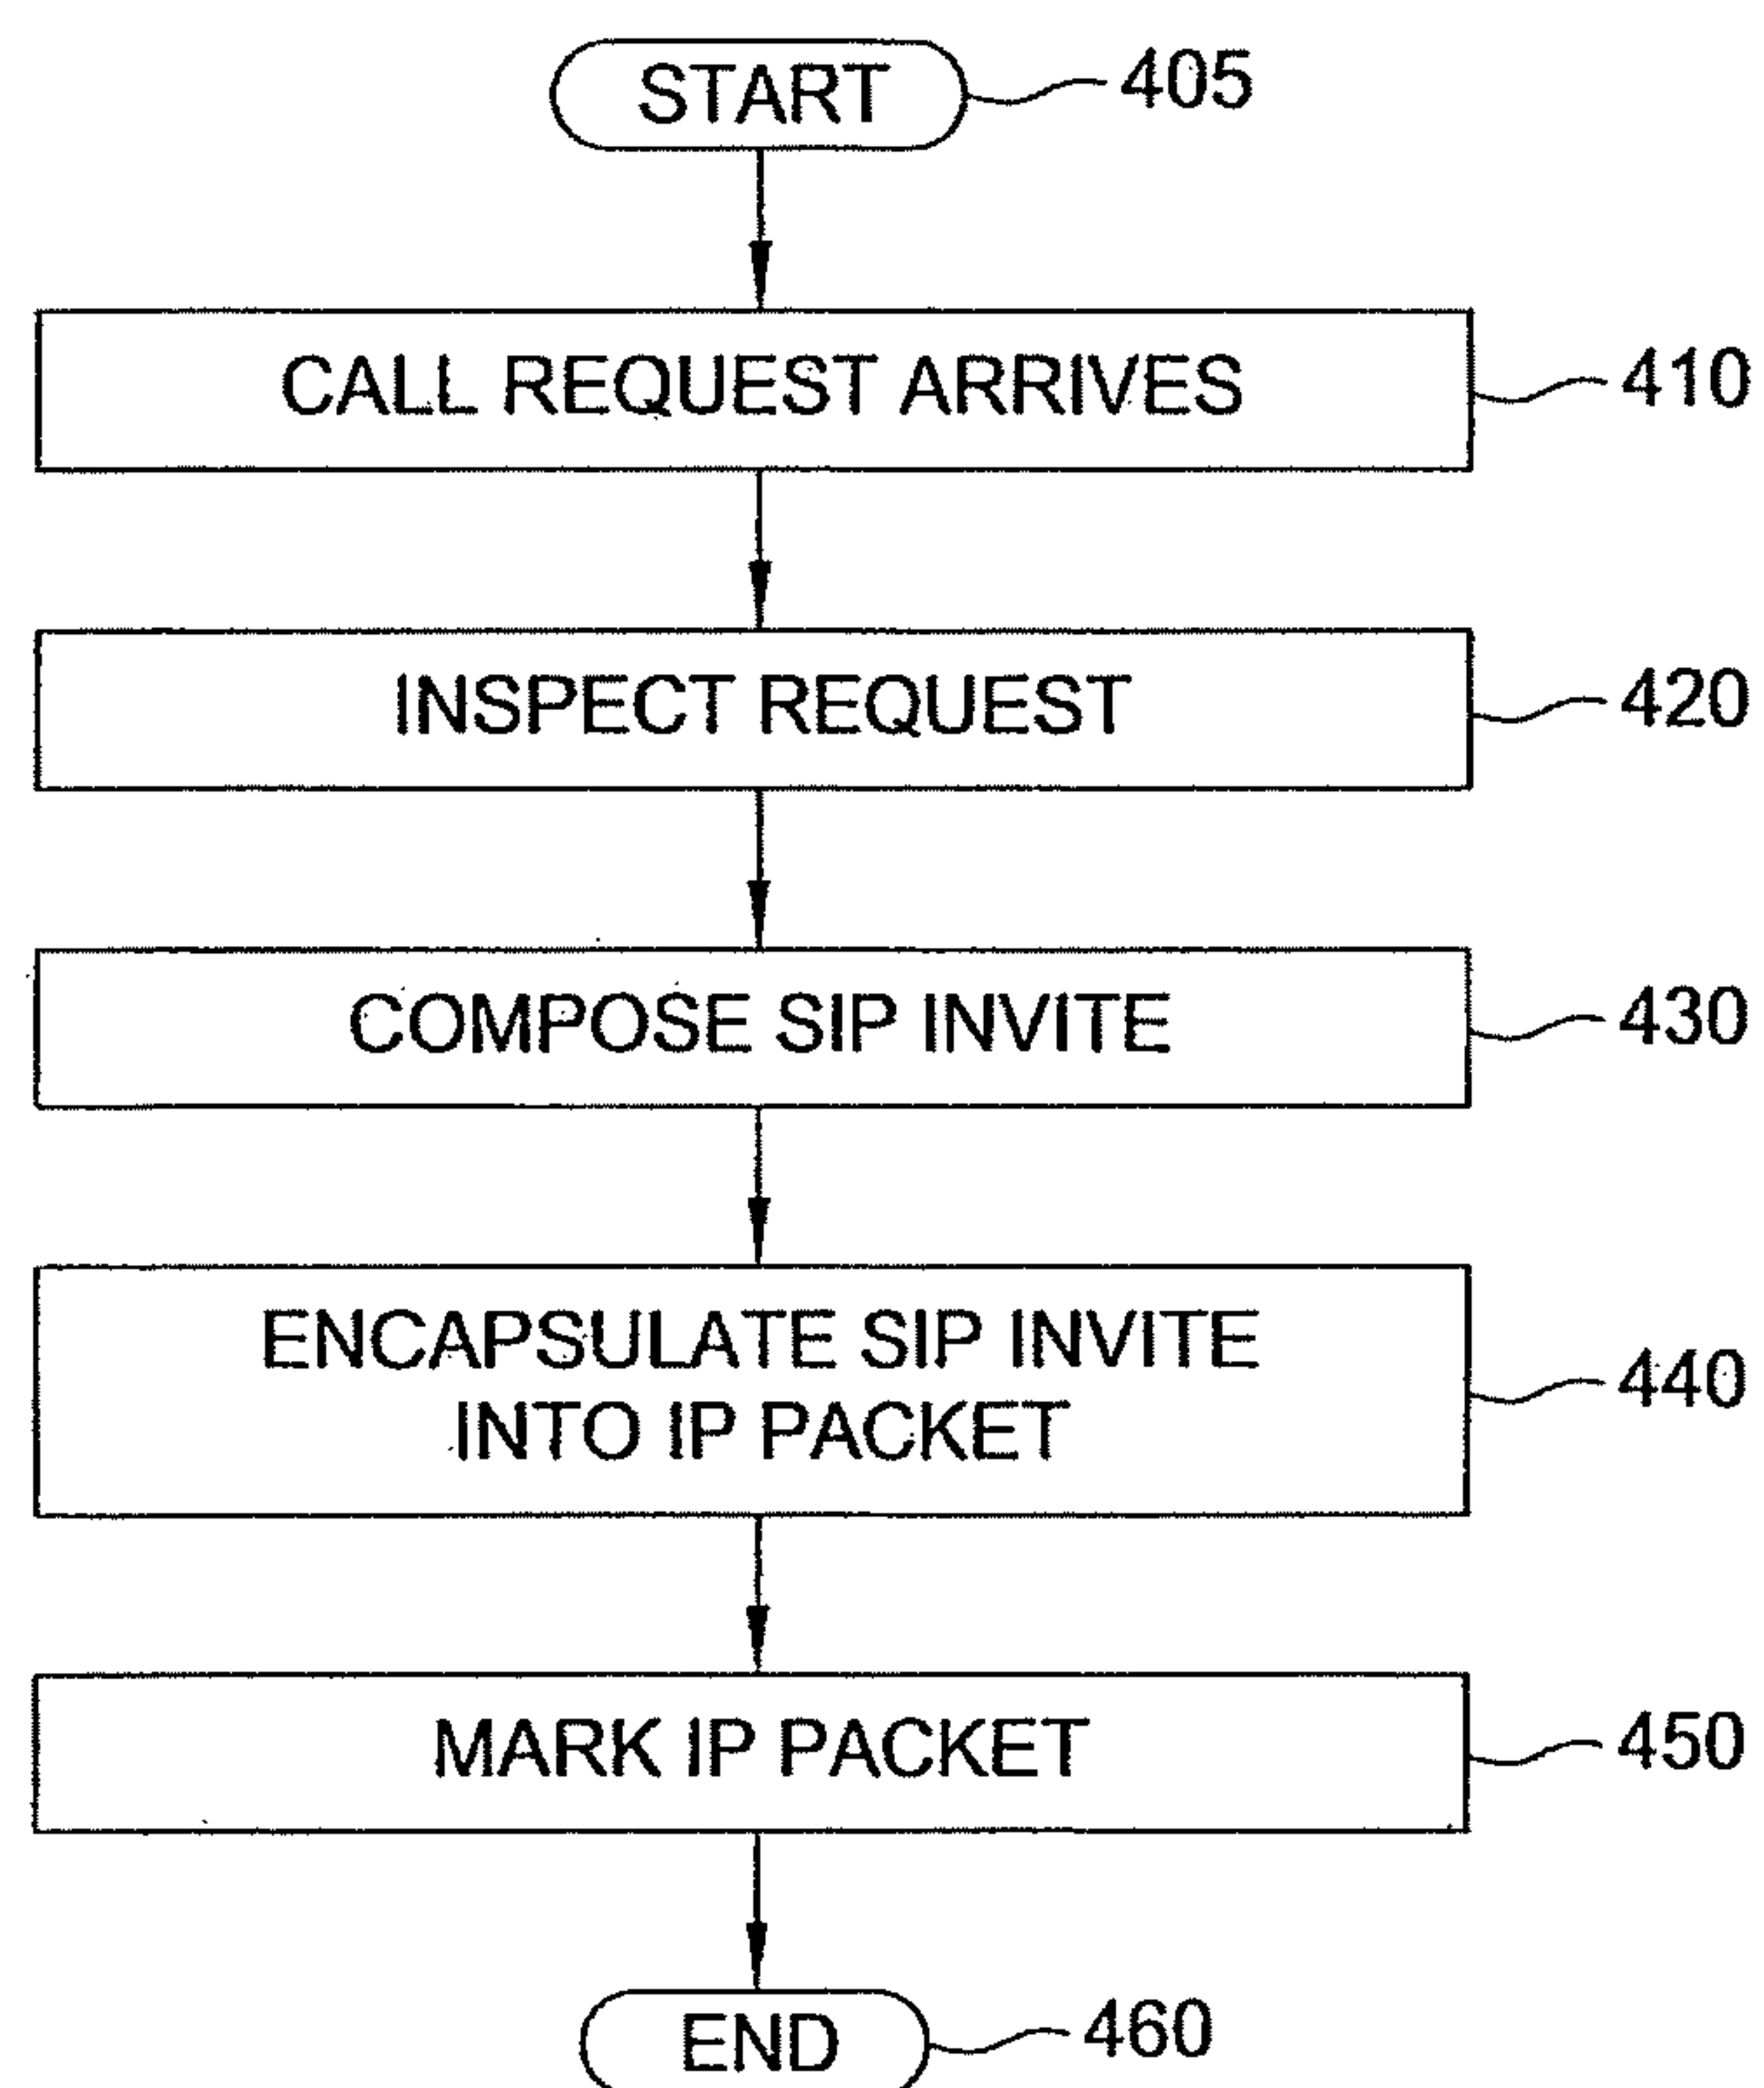 START 405
CALL REQUEST ARRIVES 410
INSPECT REQUEST 420
COMPOSE SIP INVITE 430
ENCAPSULATE SIP INVITE
INTO IP PACKET 440
MARK IP PACKET 450
END 460